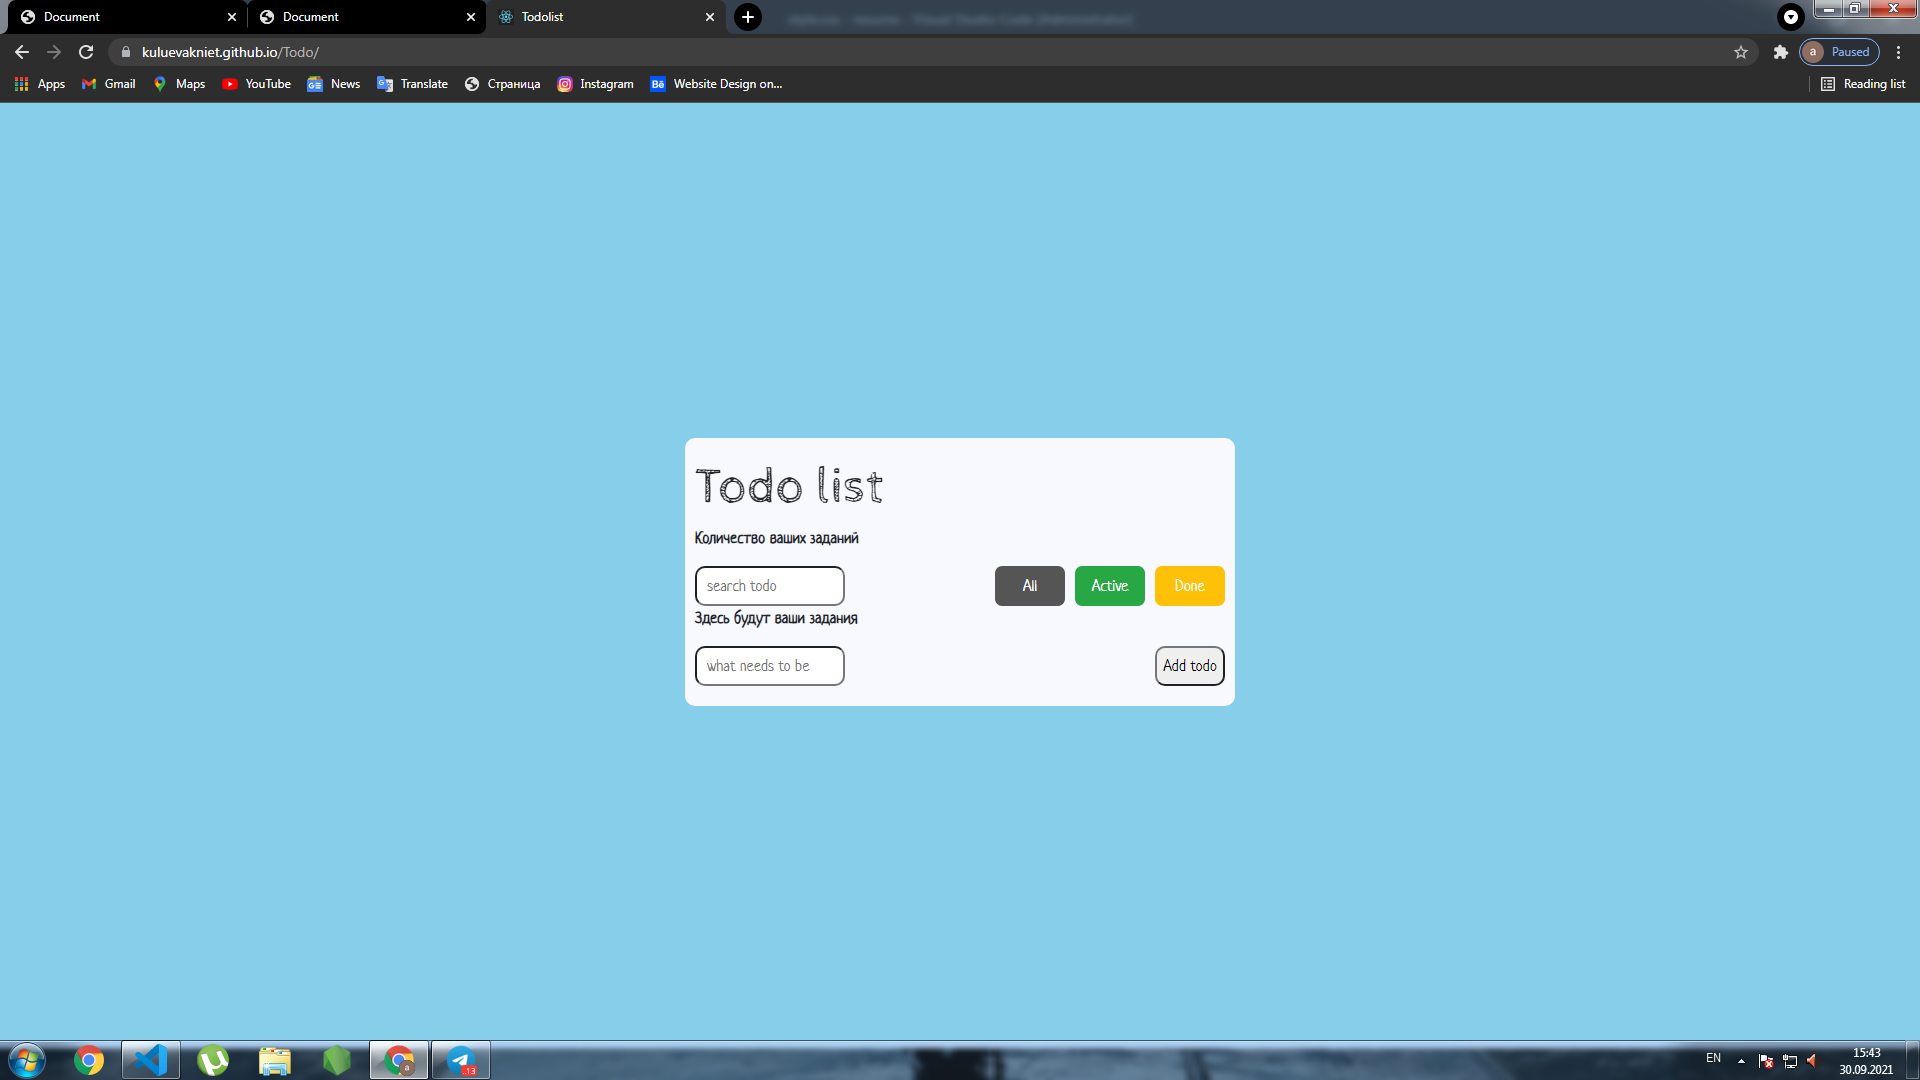 Document
Document
Todolist
kuluevakniet.github.io/Todo/
a Paused
Apps
Gmail
Maps
YouTube
News
Translate
Страница
Instagram
Bē Website Design on...
Reading list
Todo list
Количество ваших заданий
search todo
All
Active
Done
Здесь будут ваши задания
what needs to be
Add todo
a
..13
EN
15:43
30.09.2021